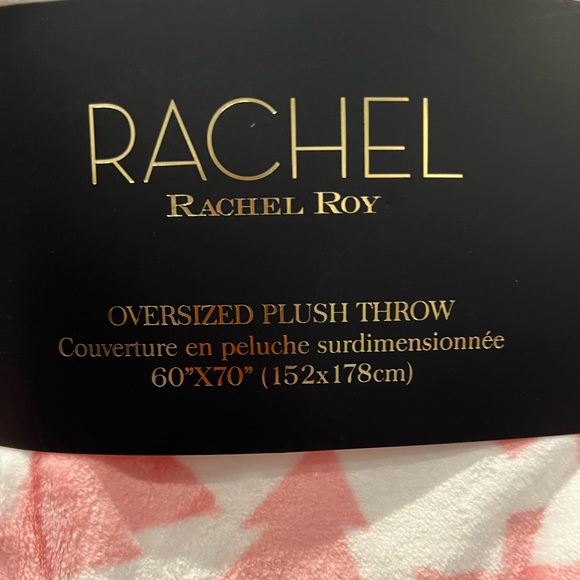 RACHEL
RACHEL ROY
OVERSIZED PLUSH THROW
Couverture en peluche surdimensionnée
60”X70” (152x178cm)